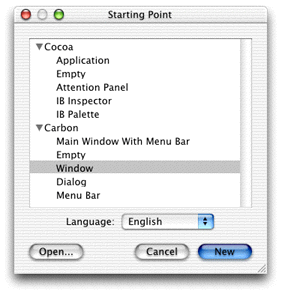 Starting Point
Cocoa
Application
Empty
Attention Panel
IB Inspector
IB Palette
Carbon
Main Window With Menu Bar
Empty
Window
Dialog
Menu Bar
Language: English
Open... Cancel New